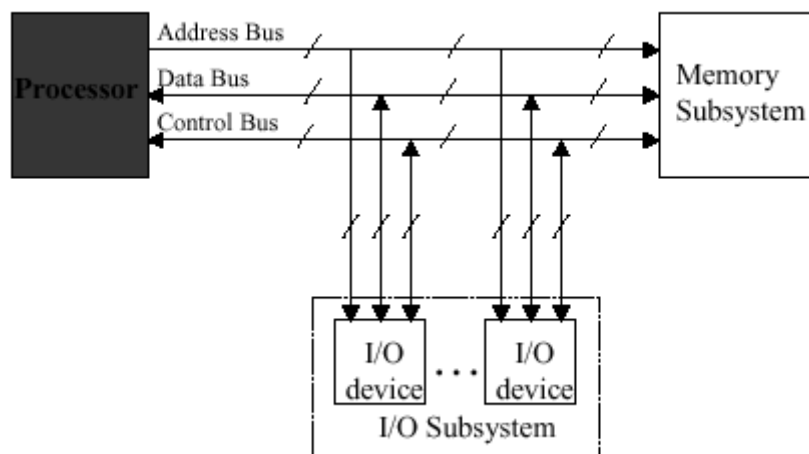 Address Bus
Processor
Data Bus
Control Bus
Memory
Subsystem
I/O
device
...
I/O
device
I/O Subsystem